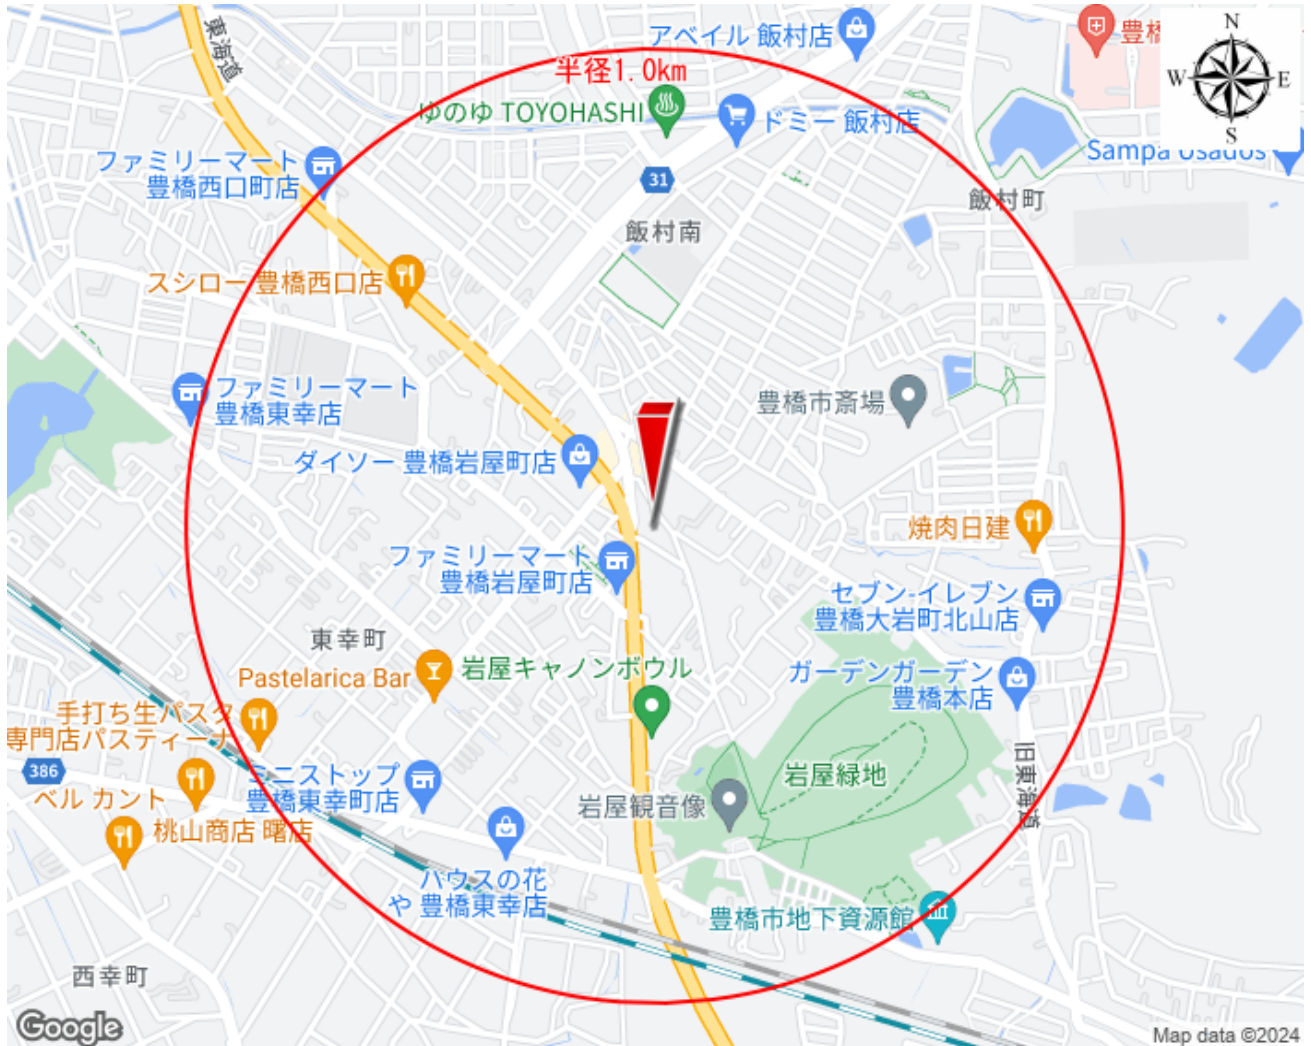 東海道
アベイル 飯村店
豊橋
N
W
E
S
半径1.0km
ゆのゆ TOYOHASHI
ドミー 飯村店
Sampa Usados
ファミリーマート
豊橋西口町店
31
飯村町
飯村南
スシロー 豊橋西口店
ファミリーマート
豊橋東幸店
豊橋市斎場
ダイソー 豊橋岩屋町店
焼肉日建
ファミリーマート
豊橋岩屋町店
セブン-イレブン
豊橋大岩町北山店
東幸町
Pastelarica Bar
岩屋キャノンボウル
ガーデンガーデン
豊橋本店
手打ち生パスタ
専門店パスティーナ
386
ミニストップ
豊橋東幸町店
岩屋緑地
旧東海道
ベル カント
岩屋観音像
桃山商店 曙店
ハウスの花
や 豊橋東幸店
豊橋市地下資源館
西幸町
Google
Map data ©2024